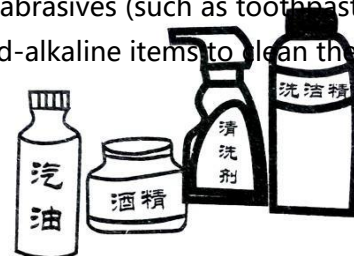 abrasives (such as toothpast
d-alkaline items to clean the
汽油
酒精
清洗剂
洗洁精